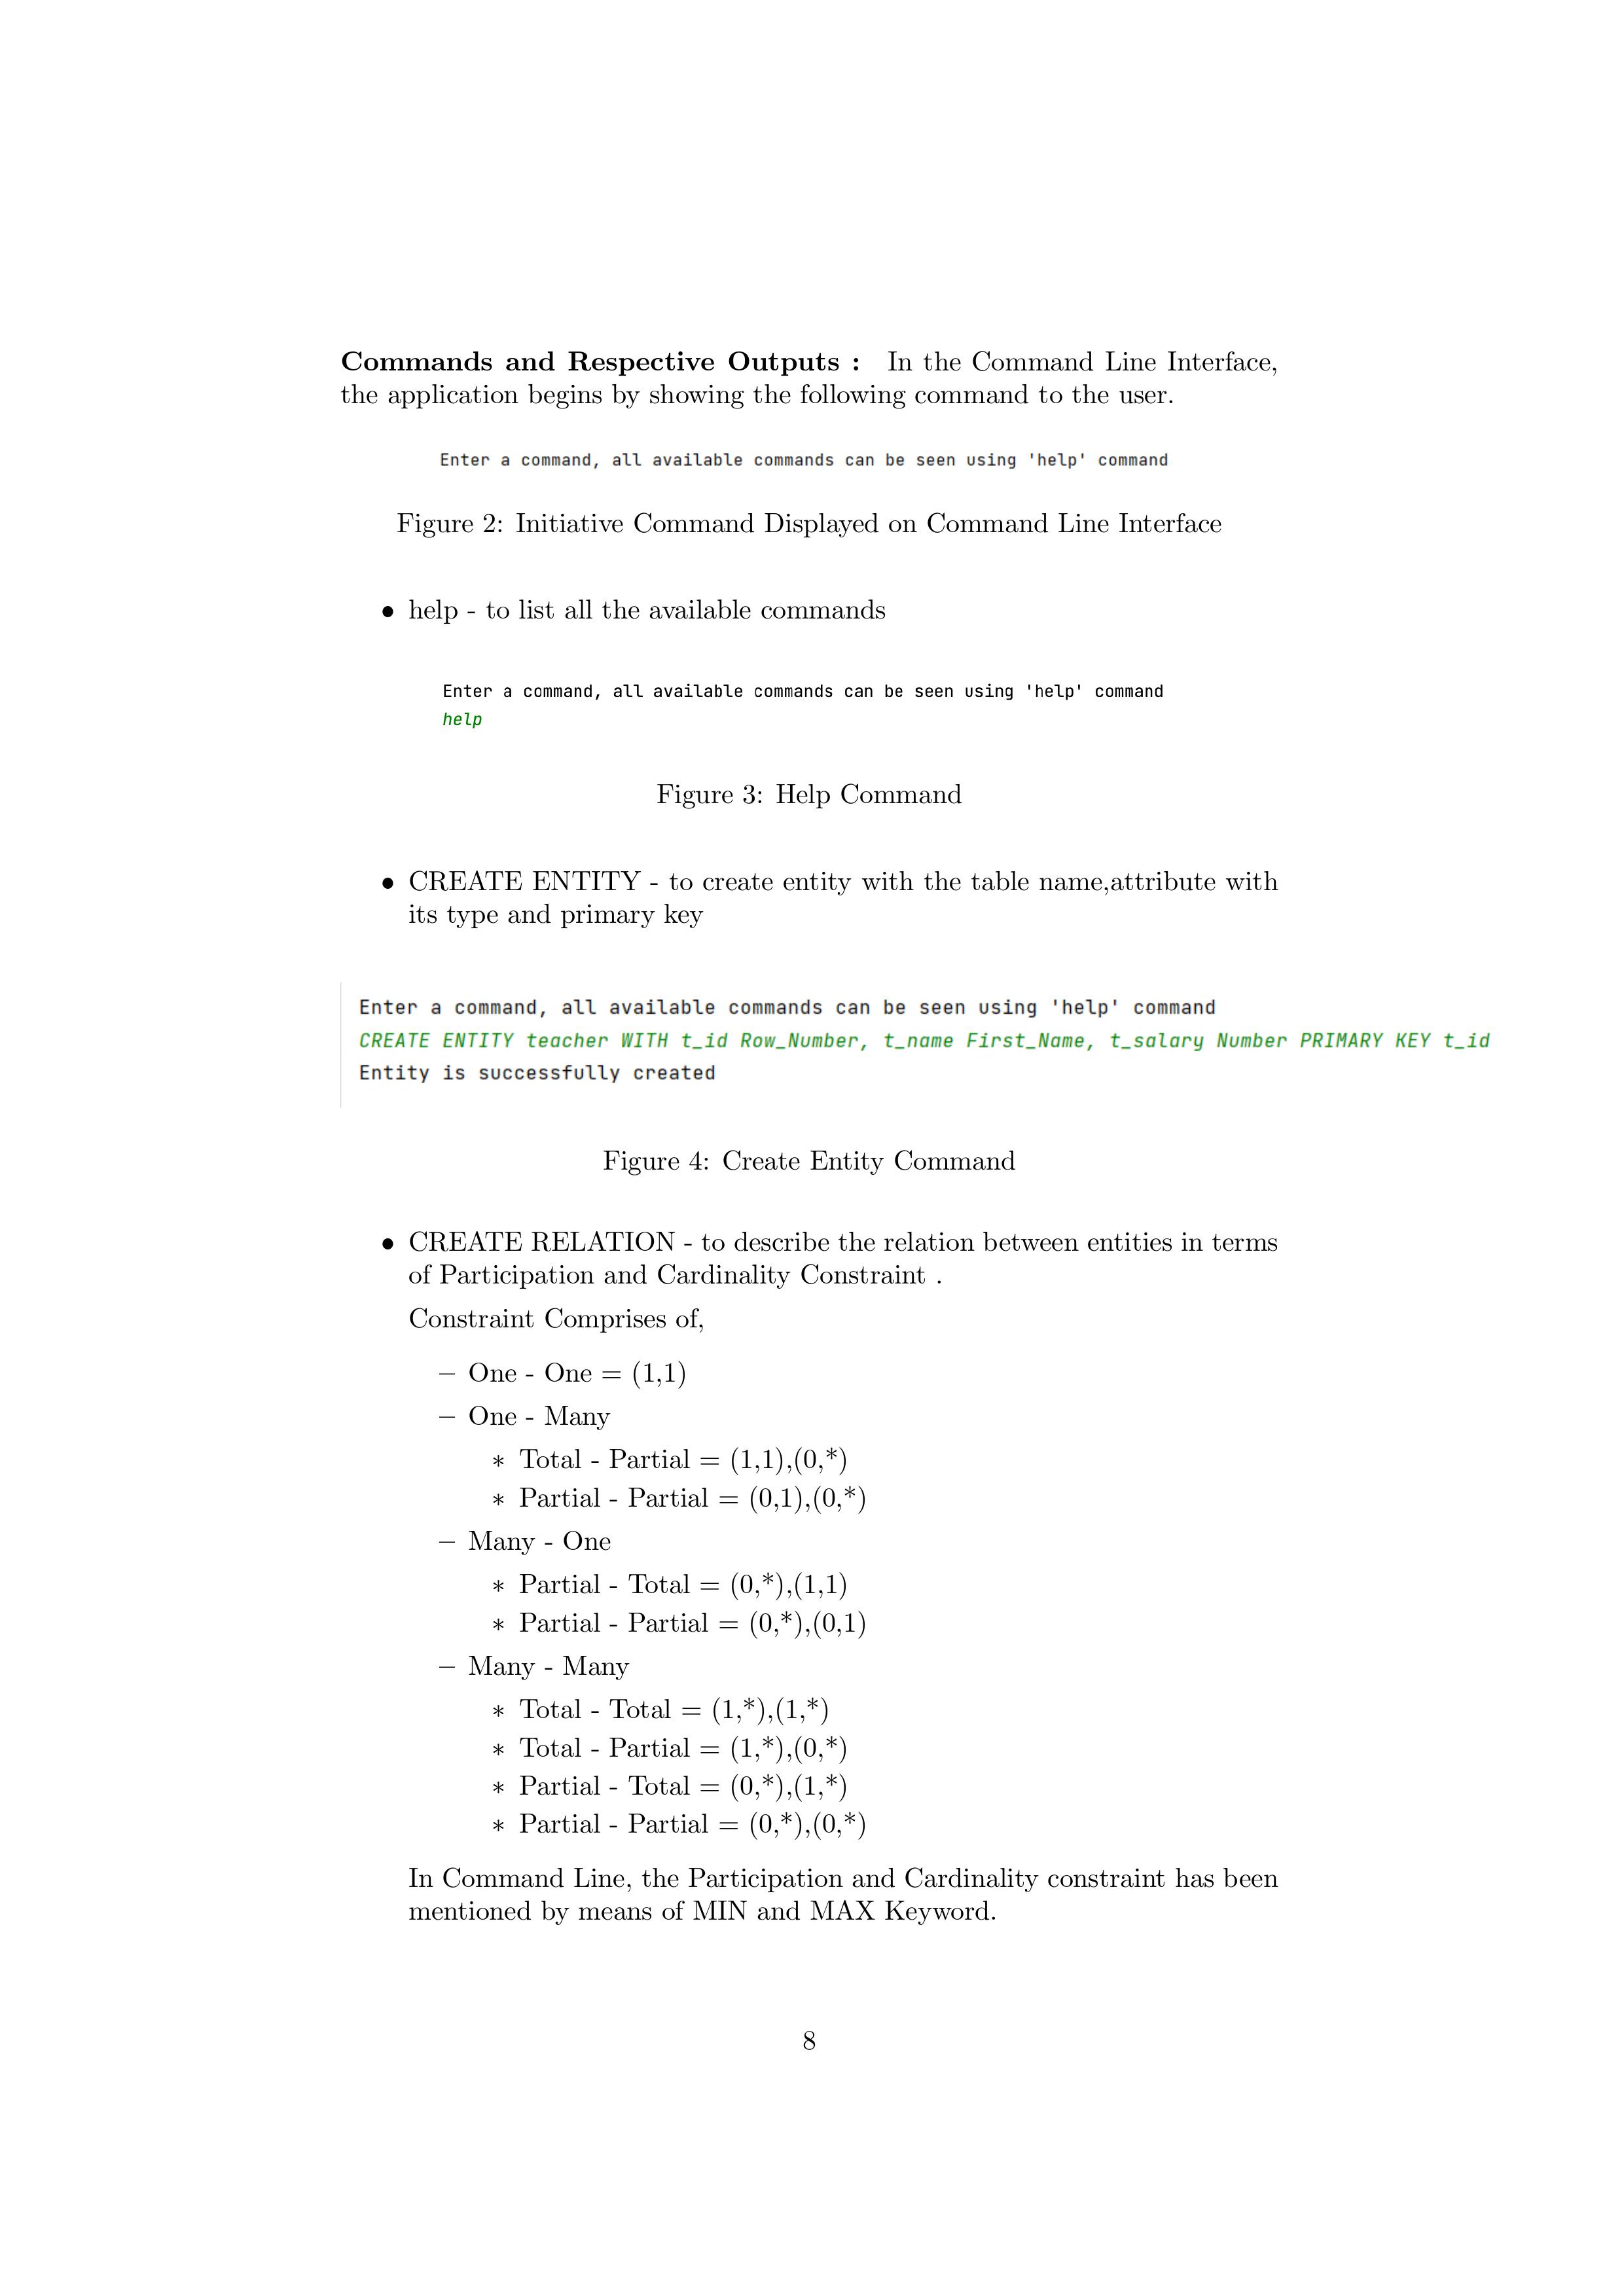 Commands and Respective Outputs : In the Command Line Interface,
the application begins by showing the following command to the user.
Enter a command, all available commands can be seen using 'help' command
Figure 2: Initiative Command Displayed on Command Line Interface
• help - to list all the available commands
Enter a command, all available commands can be seen using 'help' command
help
Figure 3: Help Command
• CREATE ENTITY - to create entity with the table name,attribute with
its type and primary key
Enter a command, all available commands can be seen using 'help' command
CREATE ENTITY teacher WITH t_id Row_Number, t_name First_Name, t_salary Number PRIMARY KEY t_id
Entity is successfully created
Figure 4: Create Entity Command
• CREATE RELATION - to describe the relation between entities in terms
of Participation and Cardinality Constraint .
Constraint Comprises of,
– One - One = (1,1)
– One - Many
∗ Total - Partial = (1,1),(0,*)
∗ Partial - Partial = (0,1),(0,*)
– Many - One
∗ Partial - Total = (0,*),(1,1)
∗ Partial - Partial = (0,*),(0,1)
– Many - Many
∗ Total - Total = (1,*),(1,*)
∗ Total - Partial = (1,*),(0,*)
∗ Partial - Total = (0,*),(1,*)
∗ Partial - Partial = (0,*),(0,*)
In Command Line, the Participation and Cardinality constraint has been
mentioned by means of MIN and MAX Keyword.
8